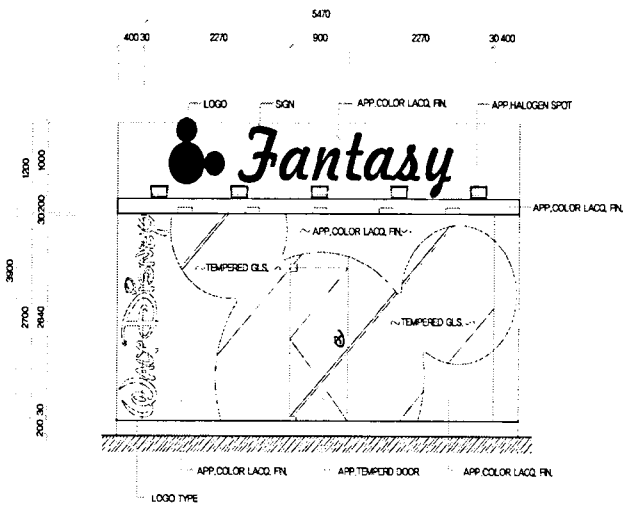 5470
400 30 2270 900 2270 30 400
LOGO SIGN APP.COLOR LACQ. FIN. APP.HALOGEN SPOT
Fantasy
1200 1000
APP.COLOR LACQ. FIN.
30 200
APP.COLOR LACQ. FIN.
TEMPERED GLS.
3900
2700 2640
TEMPERED GLS.
200 30
APP.COLOR LACQ. FIN. APP.TEMPERD DOOR APP.COLOR LACQ. FIN.
LOGO TYPE